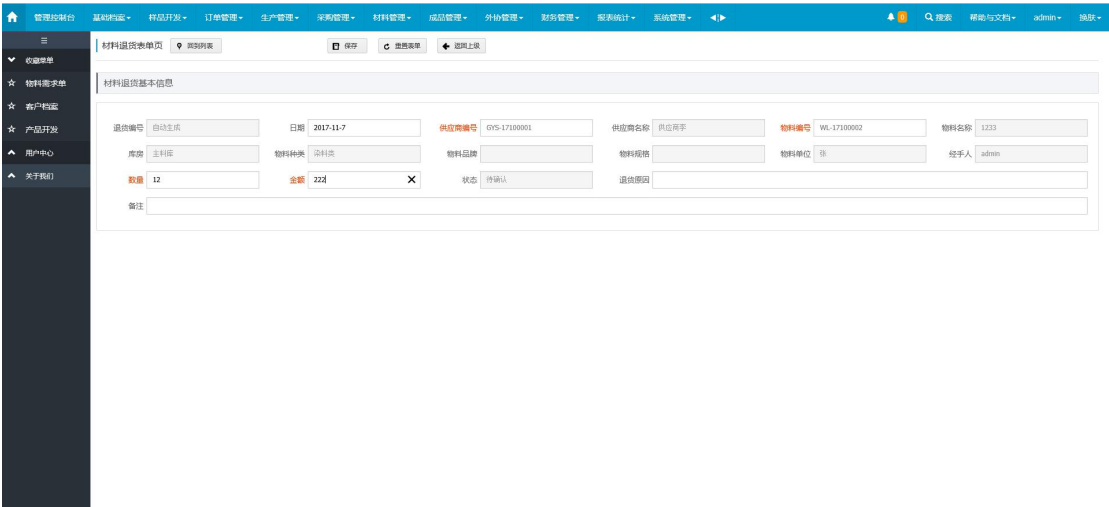 管理控制台 基础档案 样品开发 订单管理 生产管理 采购管理 材料管理 成品管理 外协管理 财务管理 报表统计 系统管理 0 搜索 帮助与文档 admin 换肤
材料退货表单页 回到列表 保存 重置表单 返回上级
收藏菜单
物料需求单
客户档案
产品开发
用户中心
关于我们
材料退货基本信息
退货编号 自动生成 日期 2017-11-7 供应商编号 GYS-17100001 供应商名称 供应商李 物料编号 WL-17100002 物料名称 1233
库房 主料库 物料种类 染料类 物料品牌 物料规格 物料单位 张 经手人 admin
数量 12 金额 222 状态 待确认 退货原因
备注